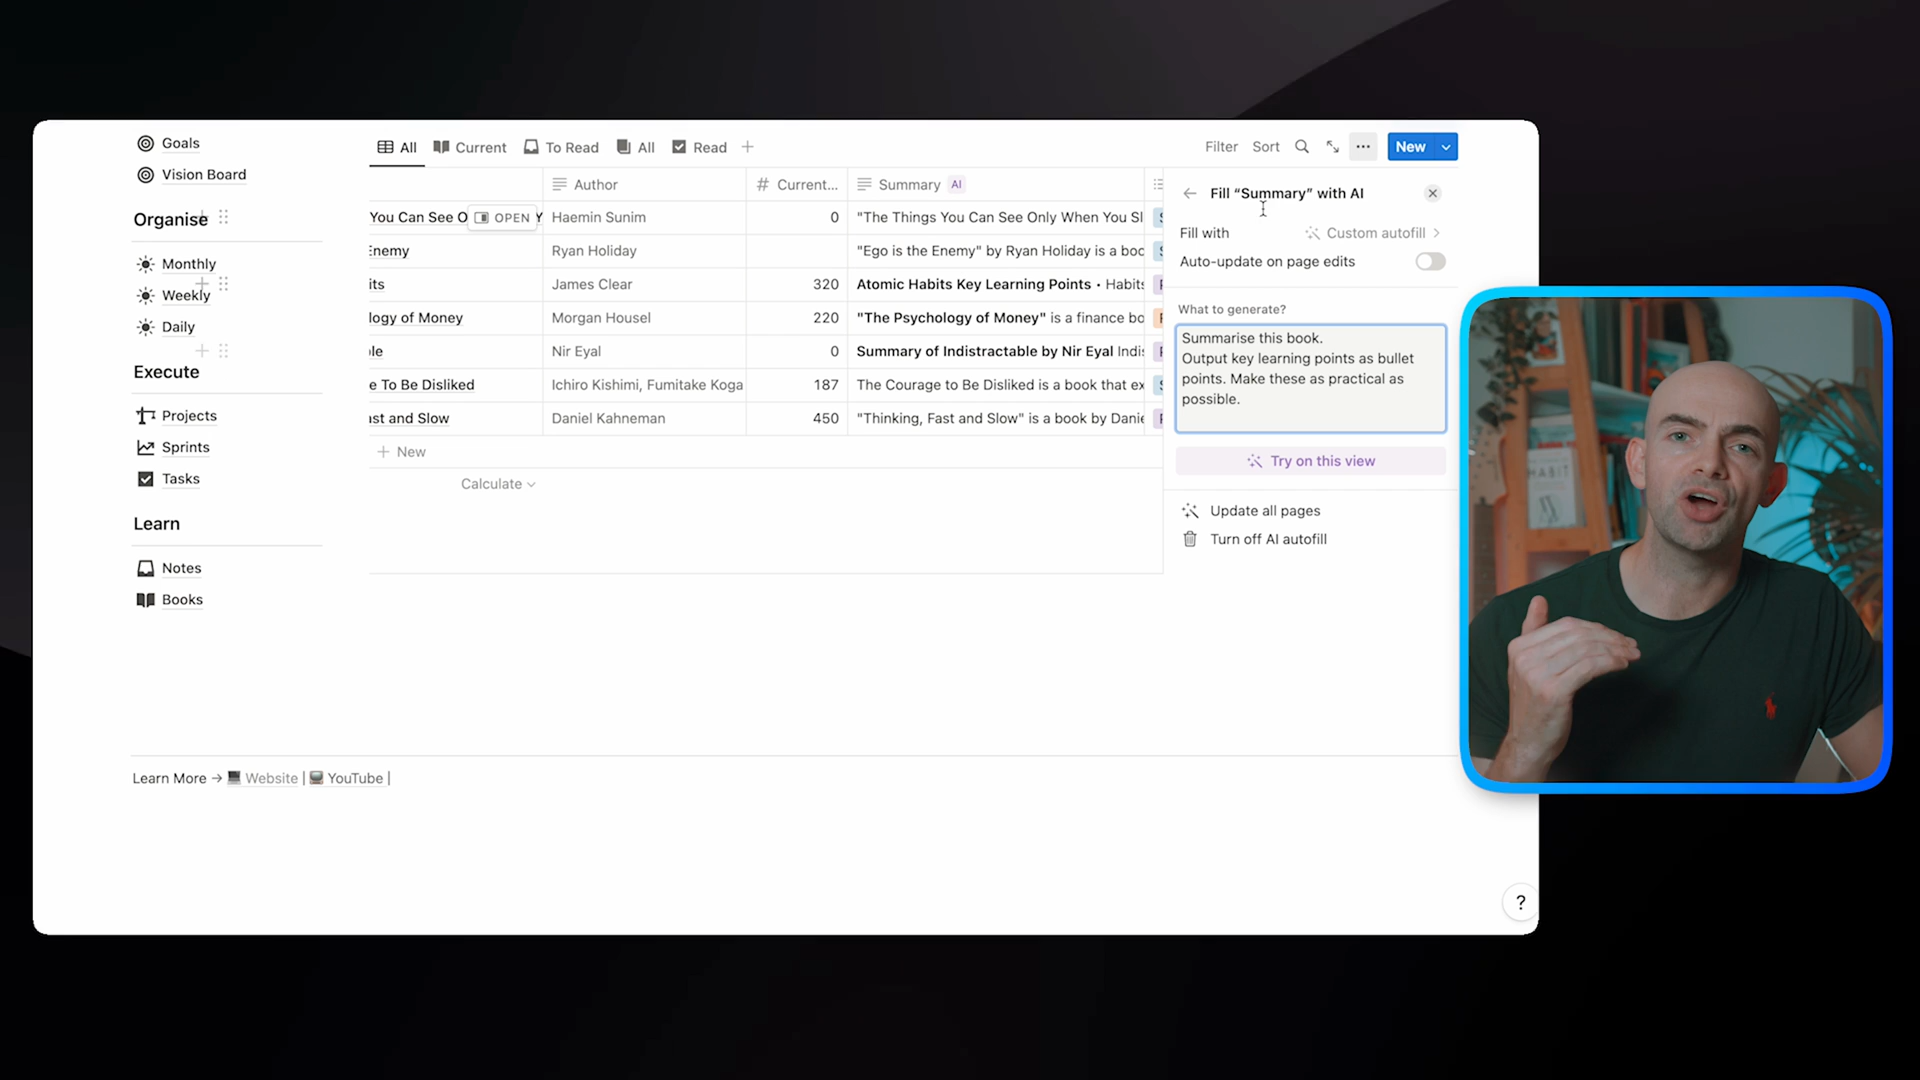 Goals
Vision Board
Organise
Monthly
Weekly
Daily
Execute
Projects
Sprints
Tasks
Learn
Notes
Books
All Current To Read All Read
Filter Sort New
Author # Current... Summary AI
You Can See O OPEN Y Haemin Sunim 0 "The Things You Can See Only When You Sl
Enemy Ryan Holiday "Ego is the Enemy" by Ryan Holiday is a boo
its James Clear 320 Atomic Habits Key Learning Points • Habits
logy of Money Morgan Housel 220 "The Psychology of Money" is a finance bo
le Nir Eyal 0 Summary of Indistractable by Nir Eyal Indis
e To Be Disliked Ichiro Kishimi, Fumitake Koga 187 The Courage to Be Disliked is a book that ex
ast and Slow Daniel Kahneman 450 "Thinking, Fast and Slow" is a book by Danie
+ New
Calculate
Fill “Summary” with AI
Fill with Custom autofill
Auto-update on page edits
What to generate?
Summarise this book.
Output key learning points as bullet
points. Make these as practical as
possible.
Try on this view
Update all pages
Turn off AI autofill
Learn More → Website | YouTube |
?